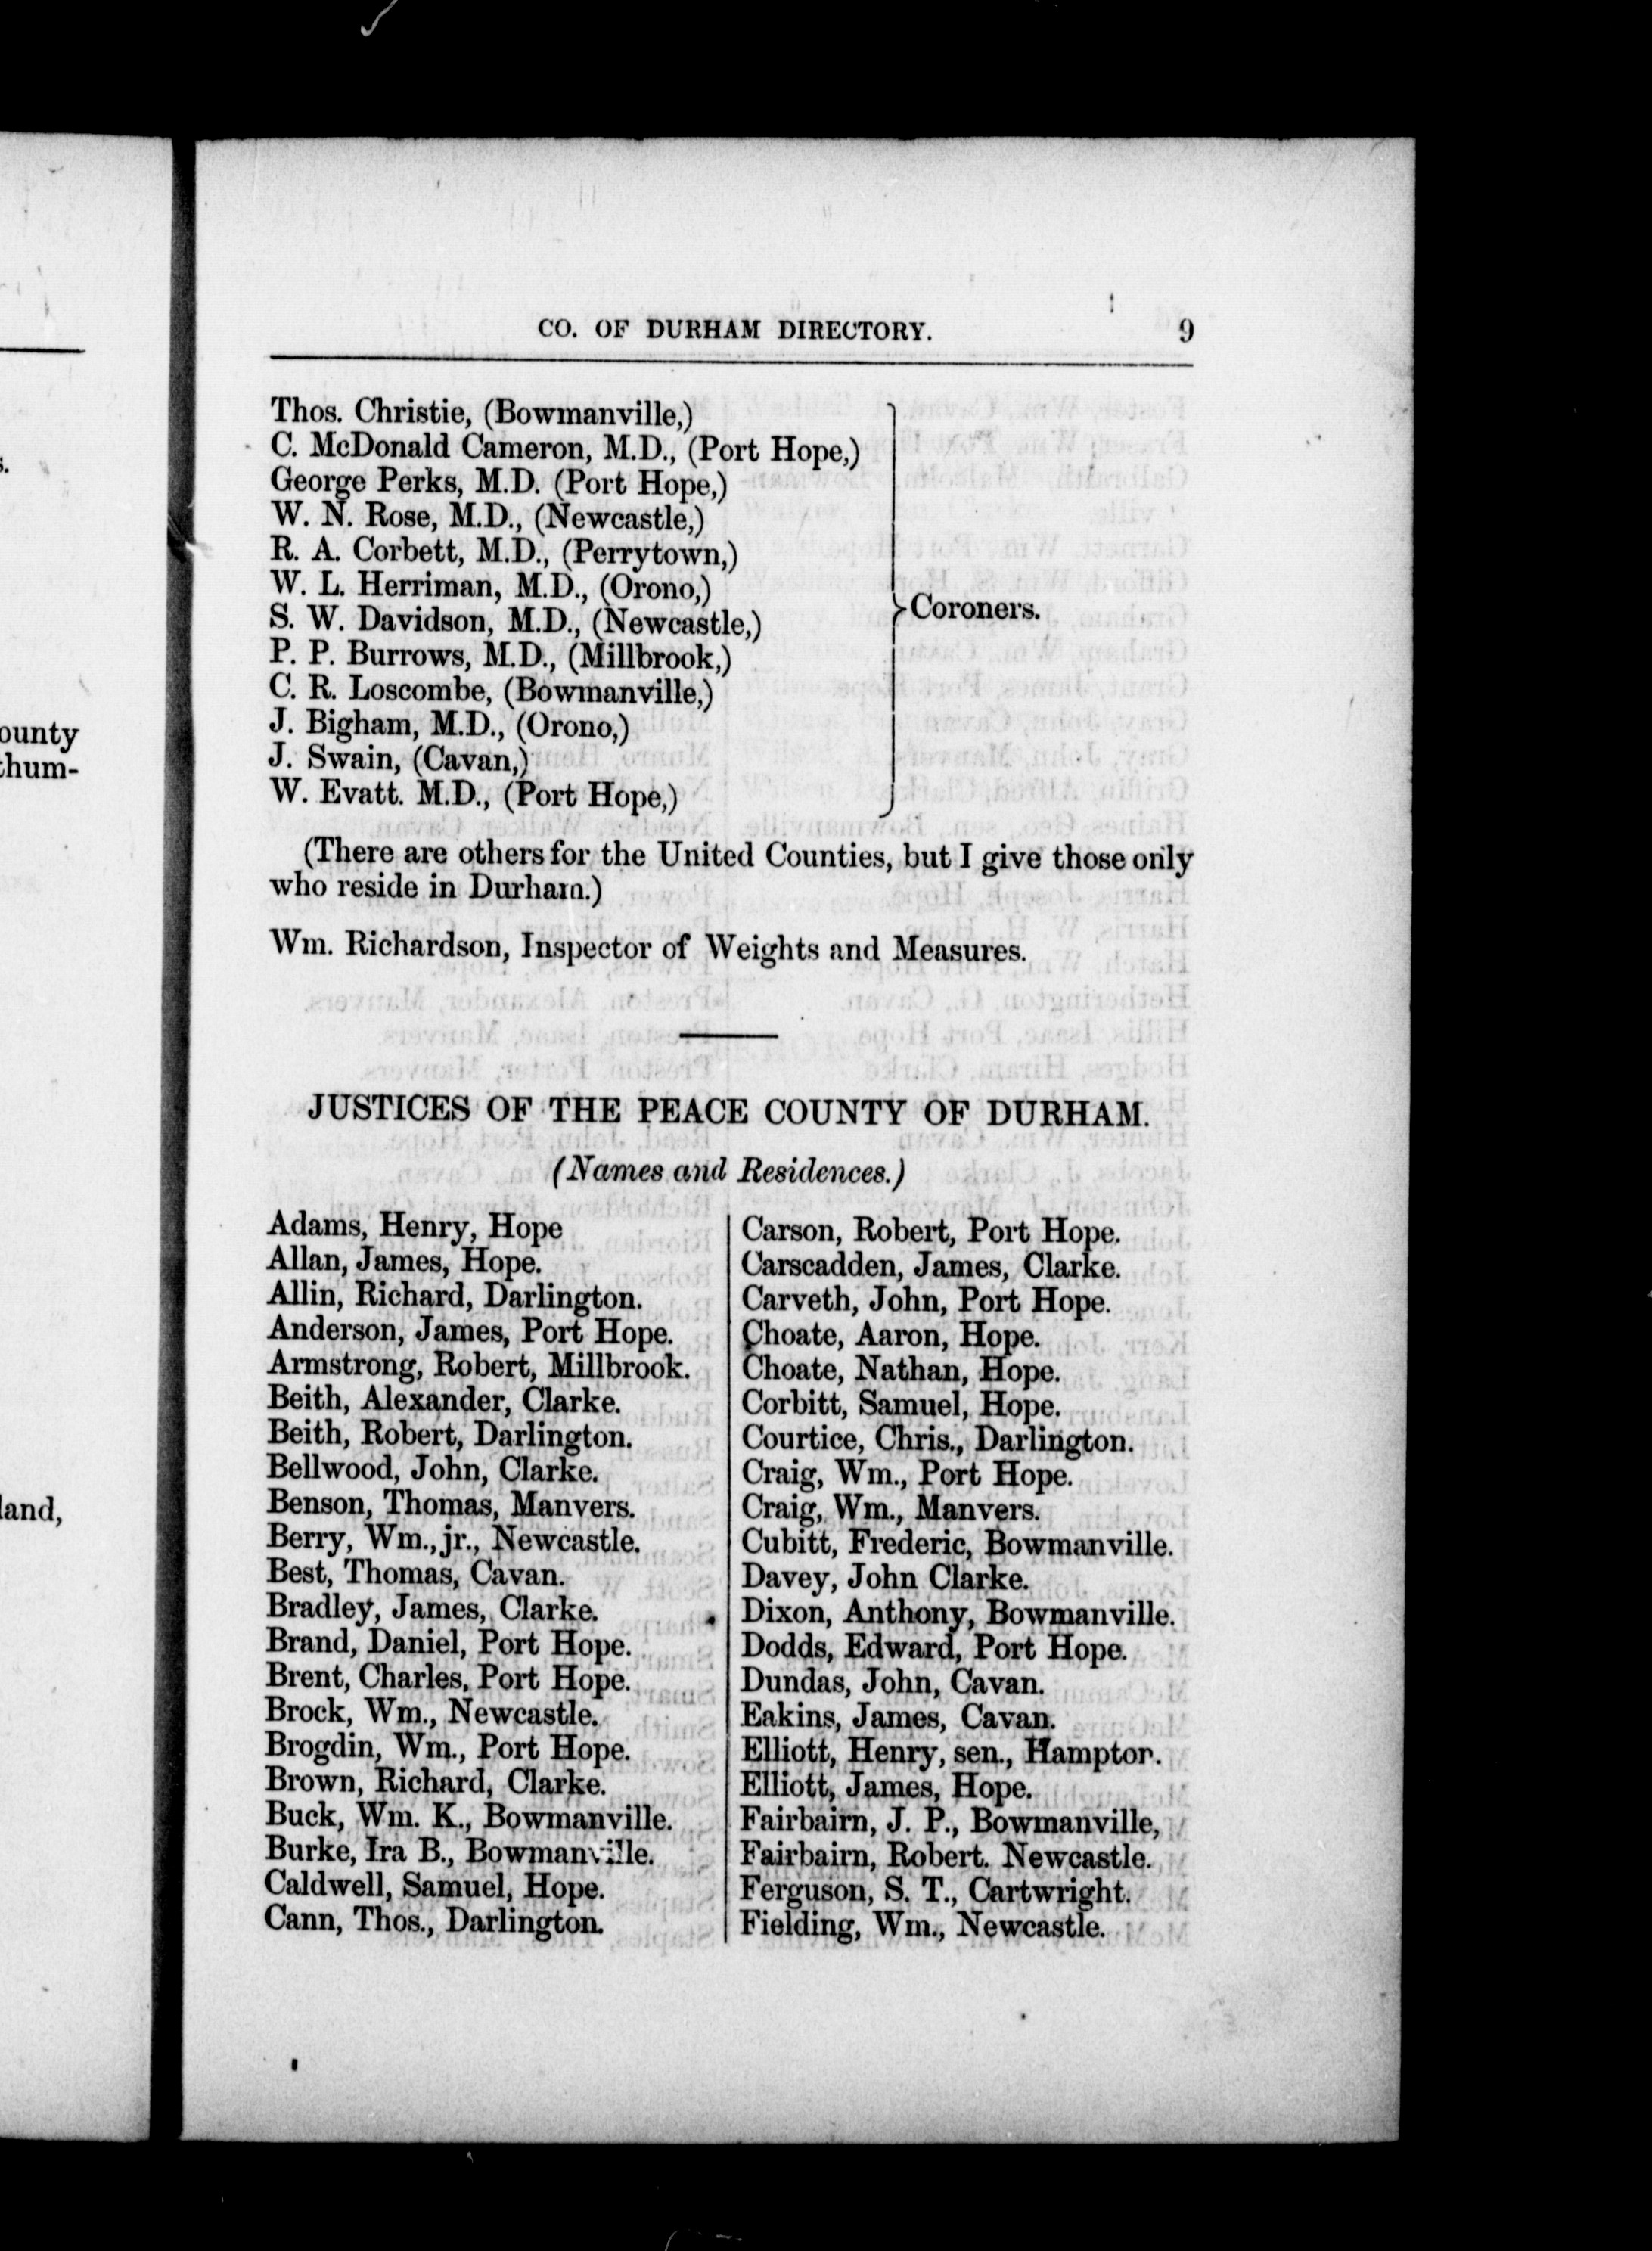 CO. OF DURHAM DIRECTORY. 9
Thos. Christie, (Bowmanville,)
C. McDonald Cameron, M.D., (Port Hope,)
George Perks, M.D. (Port Hope,)
W. N. Rose, M.D., (Newcastle,)
R. A. Corbett, M.D., (Perrytown,)
W. L. Herriman, M.D., (Orono,)
S. W. Davidson, M.D., (Newcastle,)
P. P. Burrows, M.D., (Millbrook,)
C. R. Loscombe, (Bowmanville,)
J. Bigham, M.D., (Orono,)
J. Swain, (Cavan,)
W. Evatt. M.D., (Port Hope,)
Coroners.
(There are others for the United Counties, but I give those only
who reside in Durham.)
Wm. Richardson, Inspector of Weights and Measures.
JUSTICES OF THE PEACE COUNTY OF DURHAM.
(Names and Residences.)
Adams, Henry, Hope
Allan, James, Hope.
Allin, Richard, Darlington.
Anderson, James, Port Hope.
Armstrong, Robert, Millbrook.
Beith, Alexander, Clarke.
Beith, Robert, Darlington.
Bellwood, John, Clarke.
Benson, Thomas, Manvers.
Berry, Wm., jr., Newcastle.
Best, Thomas, Cavan.
Bradley, James, Clarke.
Brand, Daniel, Port Hope.
Brent, Charles, Port Hope.
Brock, Wm., Newcastle.
Brogdin, Wm., Port Hope.
Brown, Richard, Clarke.
Buck, Wm. K., Bowmanville.
Burke, Ira B., Bowmanville.
Caldwell, Samuel, Hope.
Cann, Thos., Darlington.
Carson, Robert, Port Hope.
Carscadden, James, Clarke.
Carveth, John, Port Hope.
Choate, Aaron, Hope.
Choate, Nathan, Hope.
Corbitt, Samuel, Hope.
Courtice, Chris., Darlington.
Craig, Wm., Port Hope.
Craig, Wm., Manvers.
Cubitt, Frederic, Bowmanville.
Davey, John Clarke.
Dixon, Anthony, Bowmanville.
Dodds, Edward, Port Hope.
Dundas, John, Cavan.
Eakins, James, Cavan.
Elliott, Henry, sen., Hampton.
Elliott, James, Hope.
Fairbairn, J. P., Bowmanville,
Fairbairn, Robert. Newcastle.
Ferguson, S. T., Cartwright.
Fielding, Wm., Newcastle.